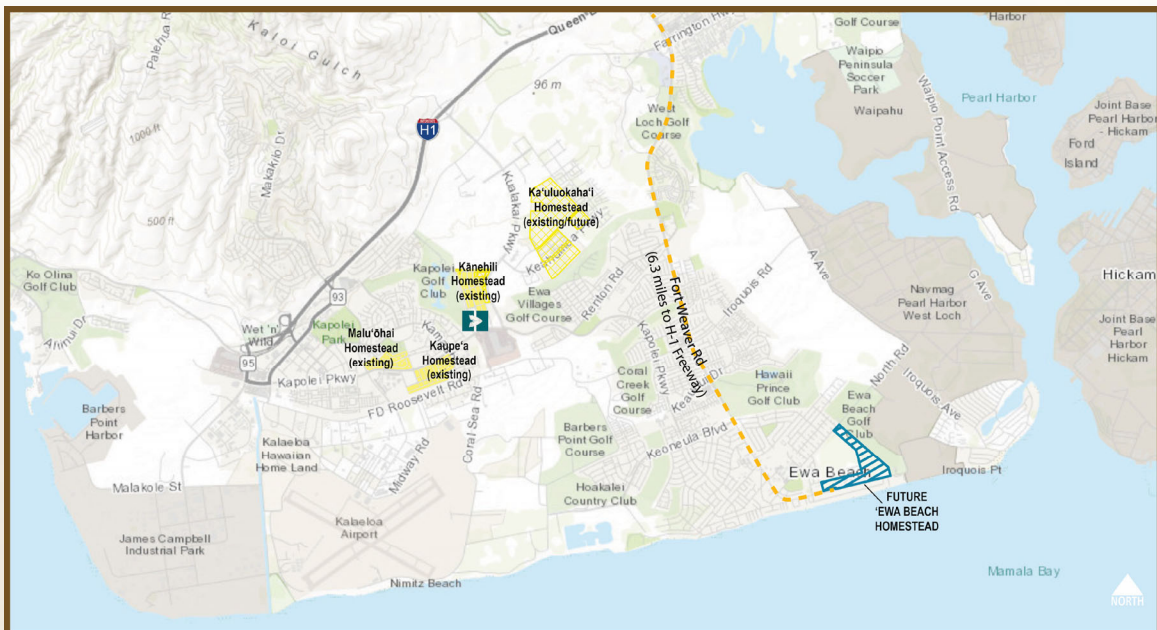 Palehua R
Kaloi Gulch
Queen
Farrington Hwy
Golf Course
Harbor
Waipio
Peninsula
Soccer
Park
Waipahu
Waipio Point Access Rd
Pearl Harbor
Joint Base
Pearl Harbor
- Hickam
Ford
Island
96 m
West
Loch Golf
Course
1000 ft
H1
Makakilo Dr
Kualakai Pkwy
Ka'uluokaha'i
Homestead
(existing/future)
Keahumoa Pkwy
500 ft
Ko Olina
Golf Club
93
Kapolei
Golf
Club
Kānehili
Homestead
(existing)
Ewa
Villages
Golf Course
Renton Rd
Fort Weaver Rd
(6.3 miles to H-1 Freeway)
Iroquois Rd
A Ave
G Ave
Hickam
Navmag
Pearl Harbor
West Loch
Joint Base
Pearl
Harbor
Hickam
Aliinui Dr
Wet 'n'
Wild
Kapolei
Park
Malu'ōhai
Homestead
(existing)
Kaupe'a
Homestead
(existing)
95
Kapolei Pkwy
FD Roosevelt Rd
Coral Sea Rd
Kapolei Pkwy
Coral
Creek
Golf
Course
Hawaii
Prince
Golf Club
North Rd
Iroquois Ave
Ewa
Beach
Golf
Club
Barbers
Point
Harbor
Kalaeloa
Hawaiian
Home Land
Midway Rd
Barbers
Point Golf
Course
Keoneula Blvd
Ewa Beach
Iroquois Pt
Malakole St
Hoakalei
Country Club
FUTURE
'EWA BEACH
HOMESTEAD
James Campbell
Industrial Park
Kalaeloa
Airport
Nimitz Beach
Mamala Bay
NORTH